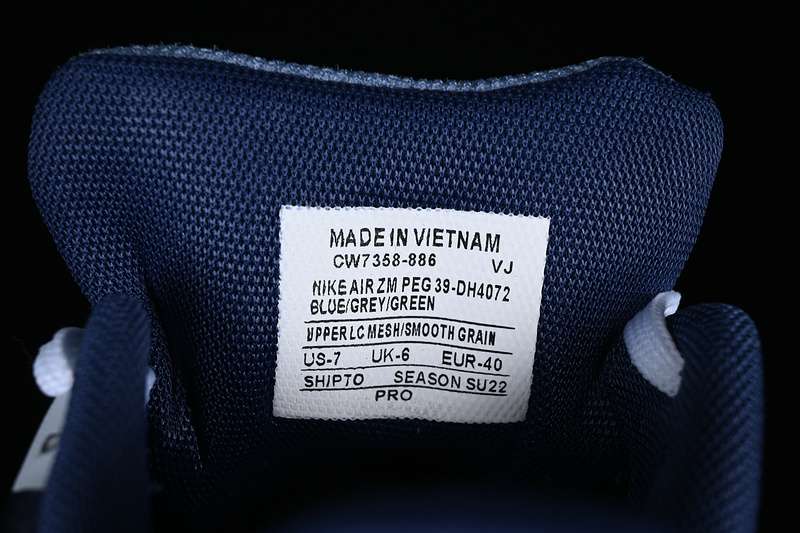 MADE IN VIETNAM
CW7358-886 VJ
NIKE AIR ZM PEG 39-DH4072
BLUE/GREY/GREEN
UPPER LC MESH/SMOOTH GRAIN
US-7 UK-6 EUR-40
SHIPTO SEASON SU22
PRO